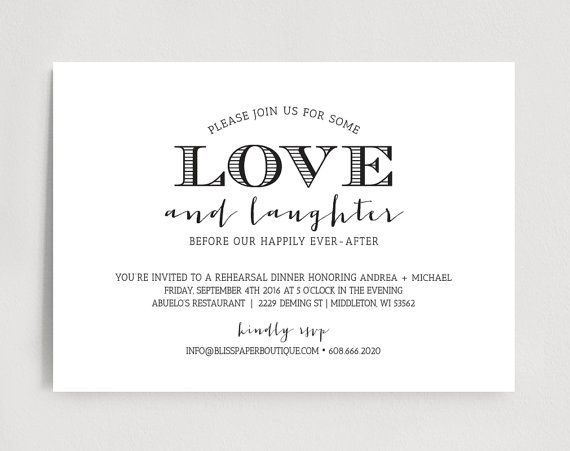 PLEASE JOIN US FOR SOME
LOVE
and laughter
BEFORE OUR HAPPILY EVER-AFTER
YOU'RE INVITED TO A REHEARSAL DINNER HONORING ANDREA + MICHAEL
FRIDAY, SEPTEMBER 4TH 2016 AT 5 O'CLOCK IN THE EVENING
ABUELO'S RESTAURANT | 2229 DEMING ST | MIDDLETON, WI 53562
kindly rsvp
INFO@BLISSPAPERBOUTIQUE.COM • 608.666.2020